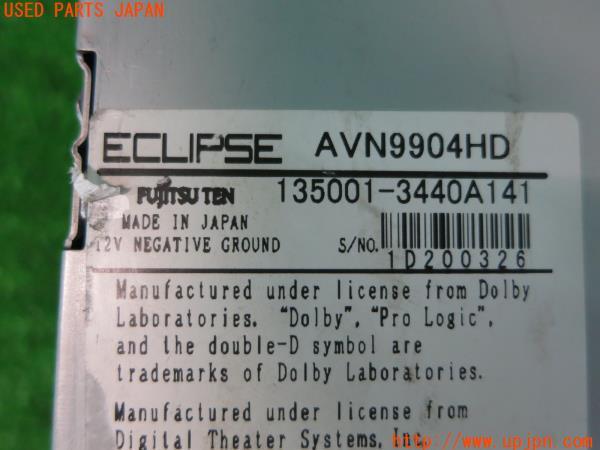 USED PARTS JAPAN
ECLIPSE AVN9904HD
FUJITSU TEN 135001-3440A141
MADE IN JAPAN
12V NEGATIVE GROUND S/NO.
1D200326
Manufactured under license from Dolby
Laboratories. "Dolby", "Pro Logic",
and the double-D symbol are
trademarks of Dolby Laboratories.
Manufactured under license from
Digital Theater Systems, Inc.
http://www.upjpn.com